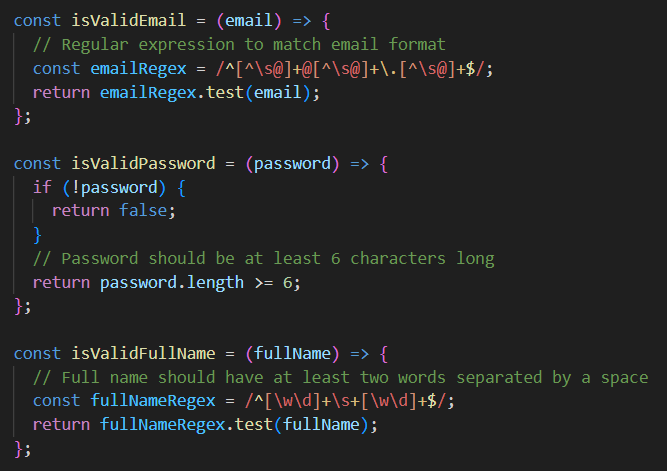 const isValidEmail = (email) => {
  // Regular expression to match email format
  const emailRegex = /^[^\s@]+@[^\s@]+\.[^\s@]+$/;
  return emailRegex.test(email);
};

const isValidPassword = (password) => {
  if (!password) {
    return false;
  }
  // Password should be at least 6 characters long
  return password.length >= 6;
};

const isValidFullName = (fullName) => {
  // Full name should have at least two words separated by a space
  const fullNameRegex = /^[\w\d]+\s+[\w\d]+$/;
  return fullNameRegex.test(fullName);
};